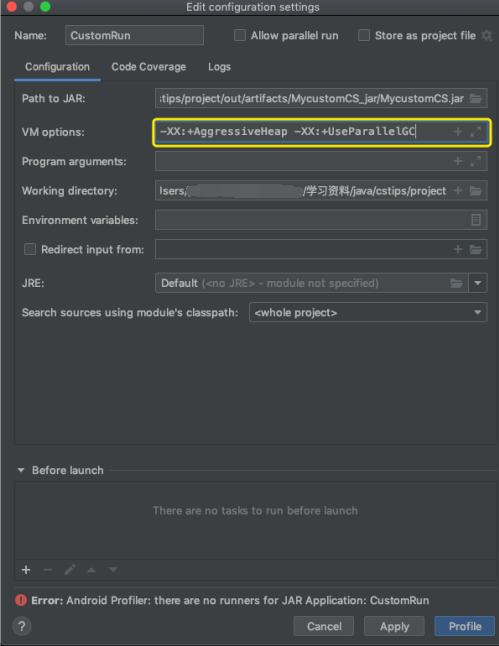 Edit configuration settings
Name: CustomRun Allow parallel run Store as project file
Configuration Code Coverage Logs
Path to JAR: :tips/project/out/artifacts/MycustomCS_jar/MycustomCS.jar
VM options: -XX:+AggressiveHeap -XX:+UseParallelGC
Program arguments:
Working directory: /学习资料/java/cstips/project
Environment variables:
Redirect input from:
JRE: Default (<no JRE> - module not specified)
Search sources using module's classpath: <whole project>
Before launch
There are no tasks to run before launch
Error: Android Profiler: there are no runners for JAR Application: CustomRun
? Cancel Apply Profile